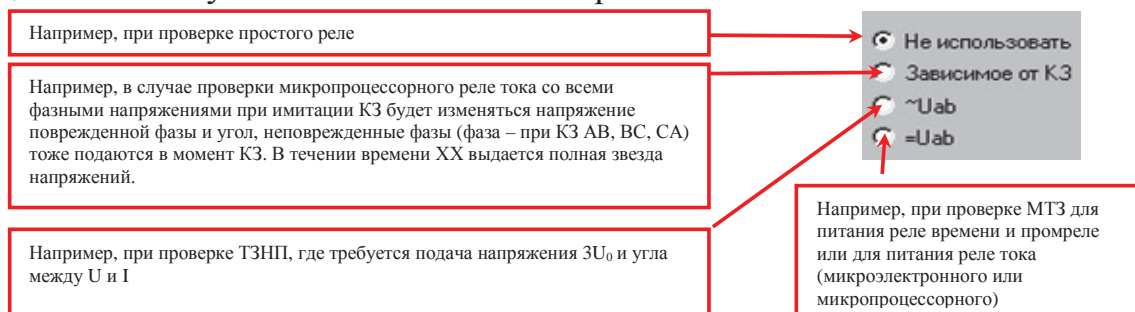 Например, при проверке простого реле
Не использовать
Зависимое от КЗ
~Uab
=Uab
Например, в случае проверки микропроцессорного реле тока со всеми
фазными напряжениями при имитации КЗ будет изменяться напряжение
поврежденной фазы и угол, неповрежденные фазы (фаза – при КЗ АВ, ВС, СА)
тоже подаются в момент КЗ. В течении времени ХХ выдается полная звезда
напряжений.
Например, при проверке ТЗНП, где требуется подача напряжения 3U₀ и угла
между U и I
Например, при проверке МТЗ для
питания реле времени и промреле
или для питания реле тока
(микроэлектронного или
микропроцессорного)